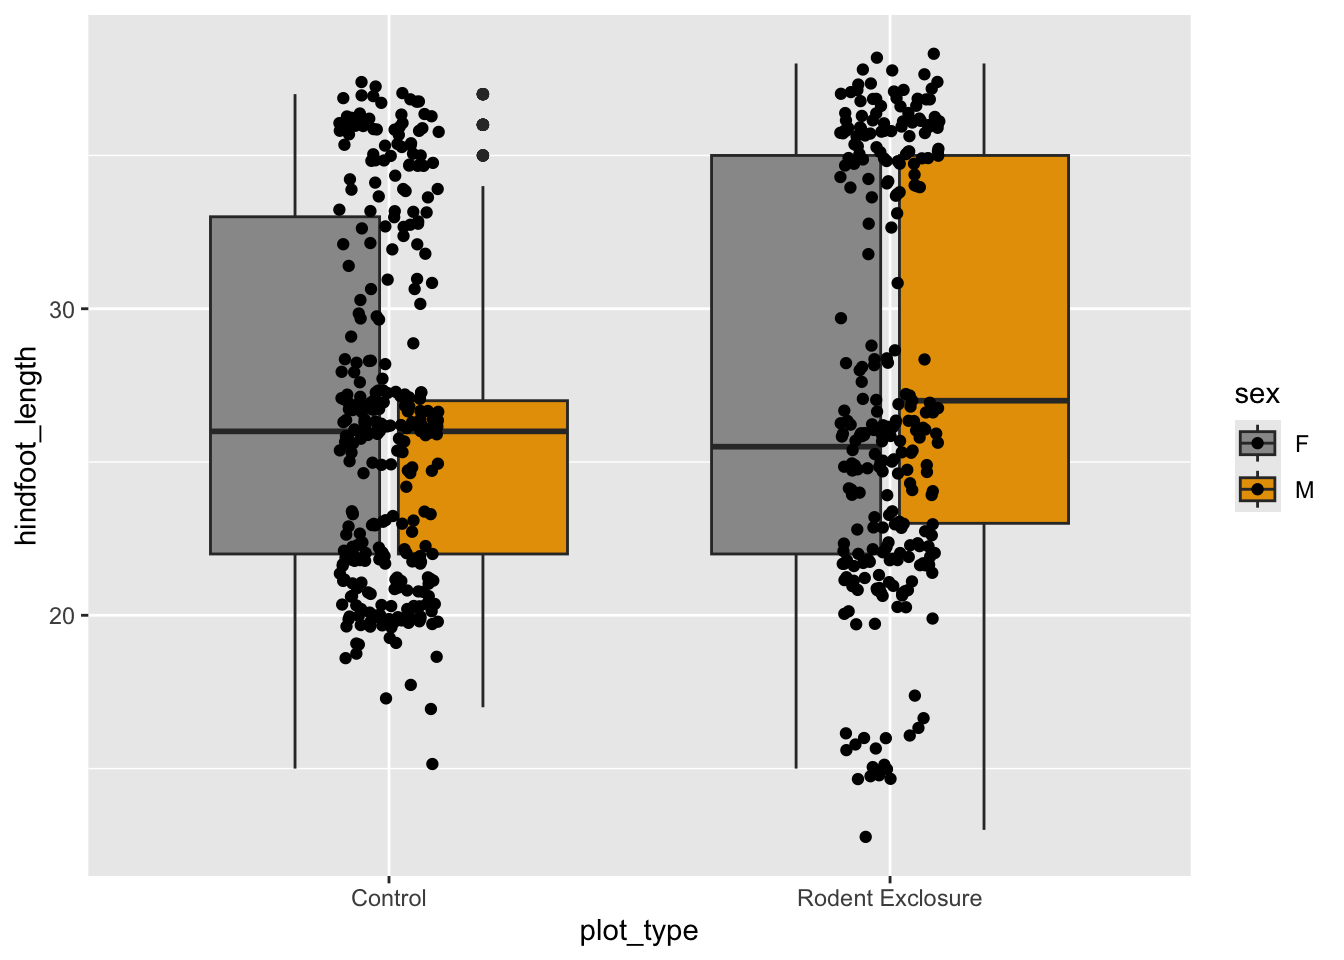 hindfoot_length
30
20
Control
Rodent Exclosure
plot_type
sex
F
M